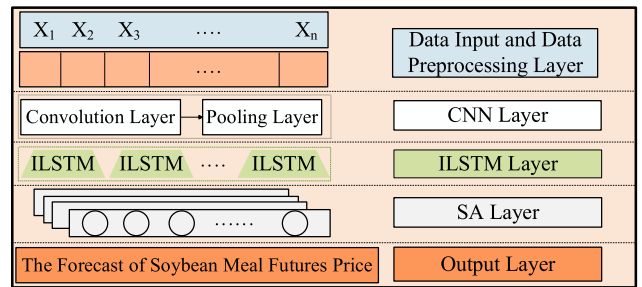 X1 X2 X3 .... Xn
Data Input and Data
Preprocessing Layer
....
Convolution Layer Pooling Layer
CNN Layer
ILSTM ILSTM .... ILSTM
ILSTM Layer
......
SA Layer
The Forecast of Soybean Meal Futures Price
Output Layer